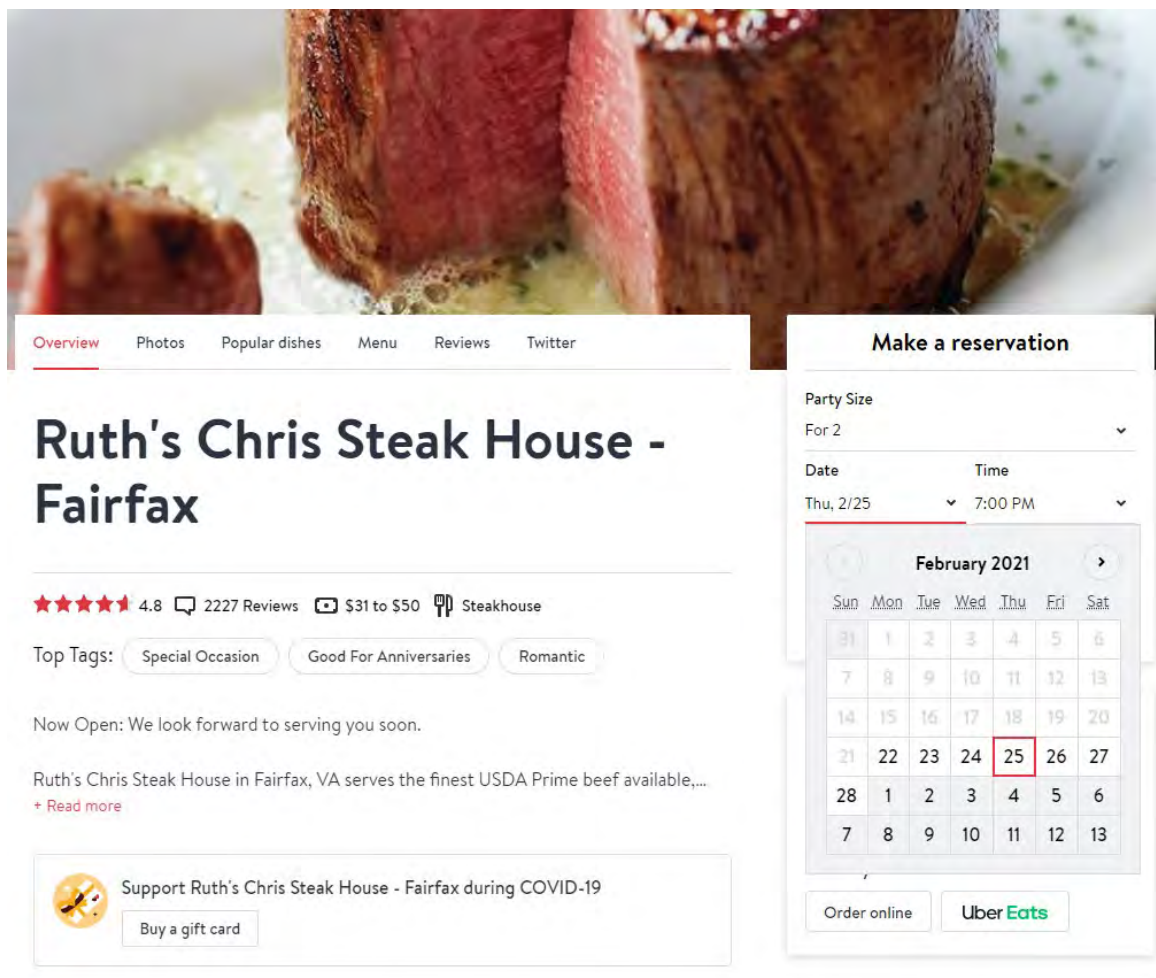 Overview Photos Popular dishes Menu Reviews Twitter
Ruth's Chris Steak House -
Fairfax
4.8 2227 Reviews $31 to $50 Steakhouse
Top Tags: Special Occasion Good For Anniversaries Romantic
Now Open: We look forward to serving you soon.
Ruth's Chris Steak House in Fairfax, VA serves the finest USDA Prime beef available,...
+ Read more
Support Ruth's Chris Steak House - Fairfax during COVID-19
Buy a gift card
Make a reservation
Party Size
For 2
Date Time
Thu, 2/25 7:00 PM
February 2021
Sun Mon Tue Wed Thu Fri Sat
31 1 2 3 4 5 6
7 8 9 10 11 12 13
14 15 16 17 18 19 20
21 22 23 24 25 26 27
28 1 2 3 4 5 6
7 8 9 10 11 12 13
Order online Uber Eats